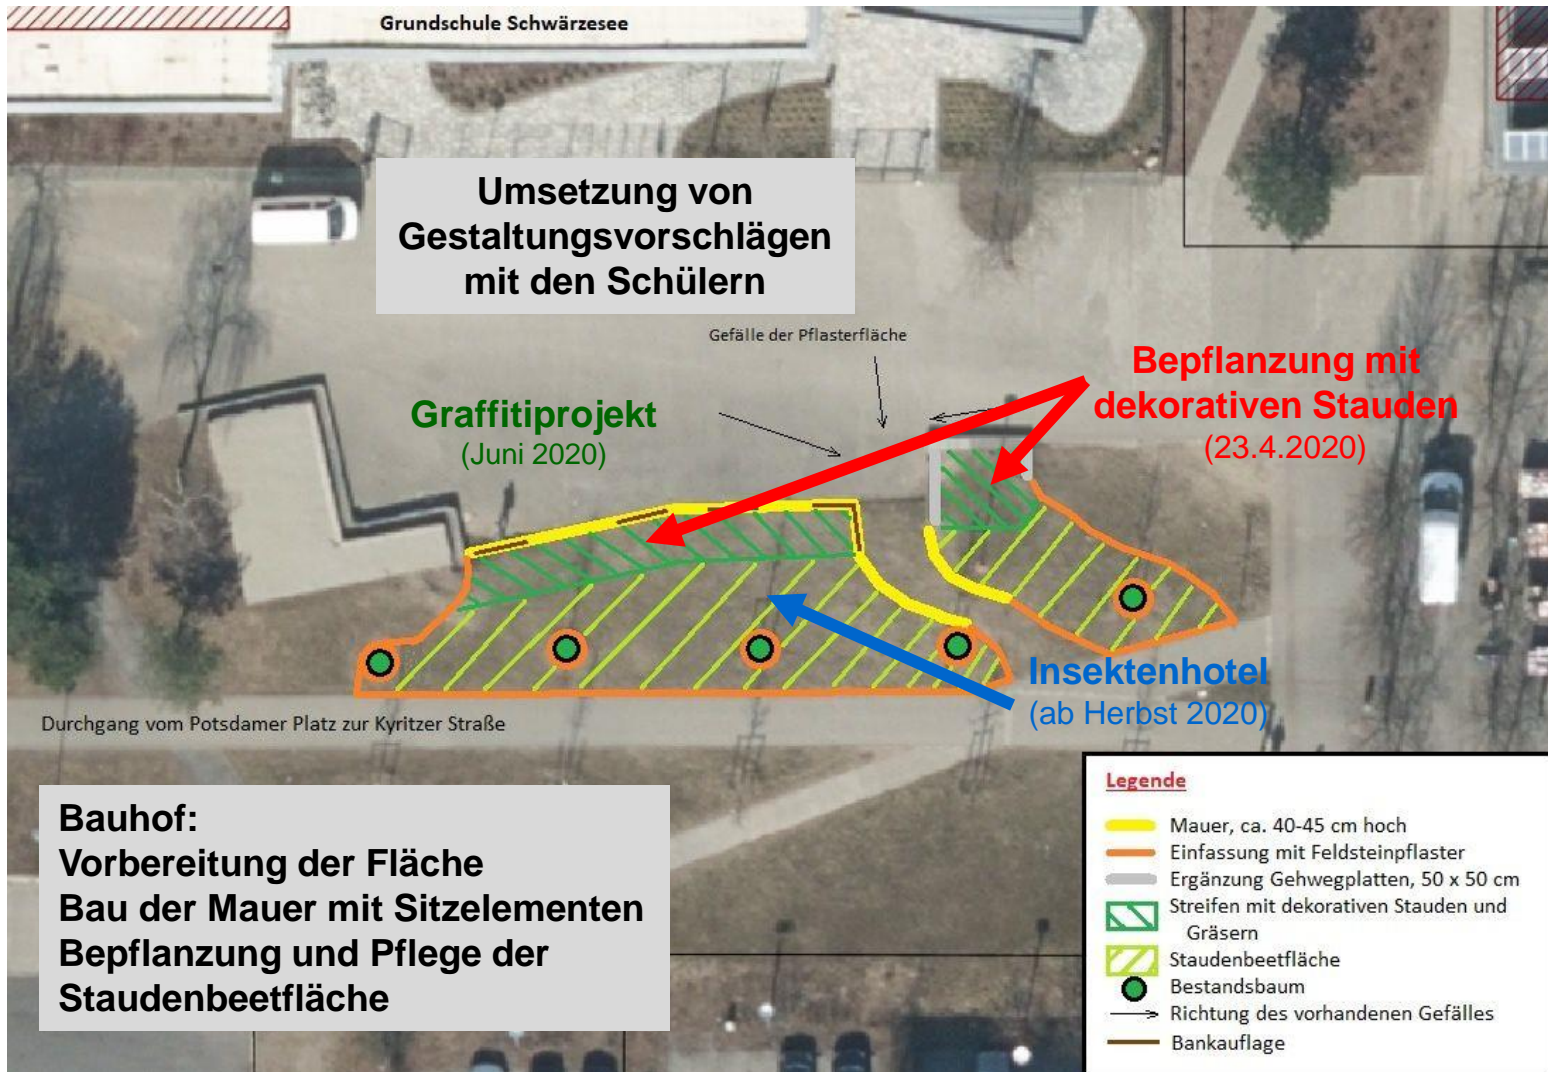 Grundschule Schwärzesee
Umsetzung von
Gestaltungsvorschlägen
mit den Schülern
Gefälle der Pflasterfläche
Bepflanzung mit
dekorativen Stauden
(23.4.2020)
Graffitiprojekt
(Juni 2020)
Insektenhotel
(ab Herbst 2020)
Durchgang vom Potsdamer Platz zur Kyritzer Straße
Bauhof:
Vorbereitung der Fläche
Bau der Mauer mit Sitzelementen
Bepflanzung und Pflege der
Staudenbeetfläche
Legende
Mauer, ca. 40-45 cm hoch
Einfassung mit Feldsteinpflaster
Ergänzung Gehwegplatten, 50 x 50 cm
Streifen mit dekorativen Stauden und
Gräsern
Staudenbeetfläche
Bestandsbaum
Richtung des vorhandenen Gefälles
Bankauflage